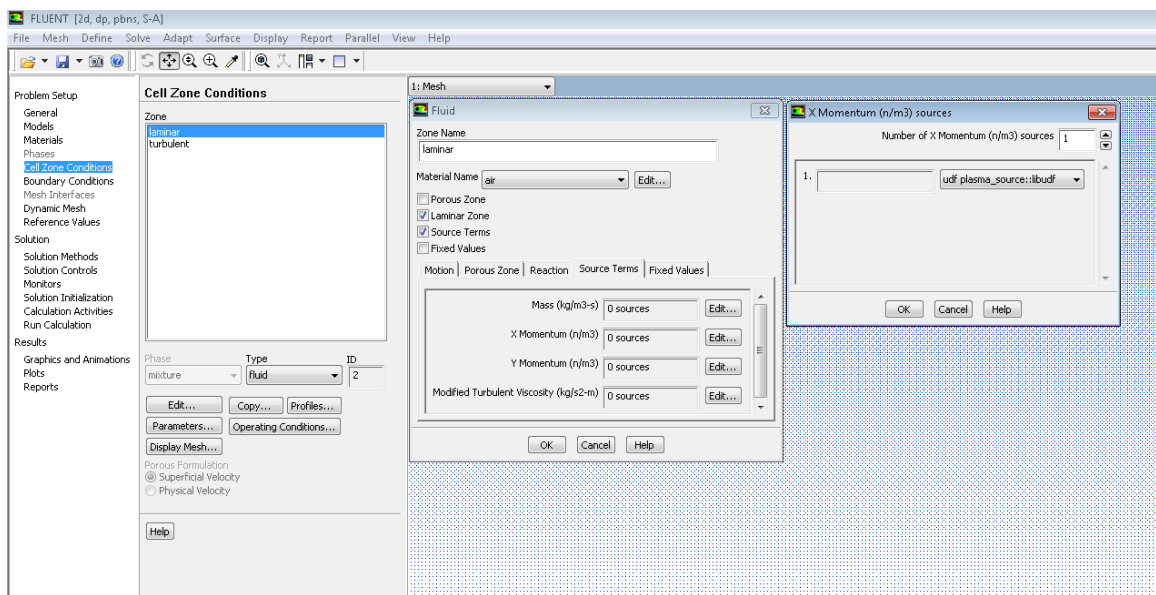 FLUENT [2d, dp, pbns, S-A]
File Mesh Define Solve Adapt Surface Display Report Parallel View Help
Problem Setup
General
Models
Materials
Phases
Cell Zone Conditions
Boundary Conditions
Mesh Interfaces
Dynamic Mesh
Reference Values
Solution
Solution Methods
Solution Controls
Monitors
Solution Initialization
Calculation Activities
Run Calculation
Results
Graphics and Animations
Plots
Reports
Cell Zone Conditions
Zone
laminar
turbulent
Phase Type ID
mixture fluid 2
Edit... Copy... Profiles...
Parameters... Operating Conditions...
Display Mesh...
Porous Formulation
Superficial Velocity
Physical Velocity
Help
1: Mesh
Fluid
Zone Name
laminar
Material Name air Edit...
Porous Zone
Laminar Zone
Source Terms
Fixed Values
Motion Porous Zone Reaction Source Terms Fixed Values
Mass (kg/m3-s) 0 sources Edit...
X Momentum (n/m3) 0 sources Edit...
Y Momentum (n/m3) 0 sources Edit...
Modified Turbulent Viscosity (kg/s2-m) 0 sources Edit...
OK Cancel Help
X Momentum (n/m3) sources
Number of X Momentum (n/m3) sources 1
1. udf plasma_source::libudf
OK Cancel Help